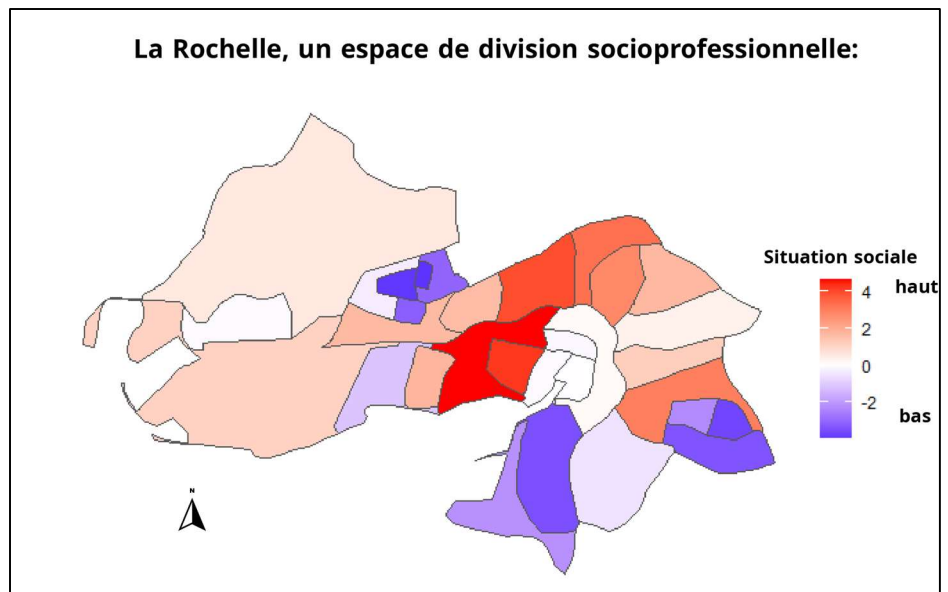 La Rochelle, un espace de division socioprofessionnelle:
Situation sociale
haut
4
2
0
-2
bas
N